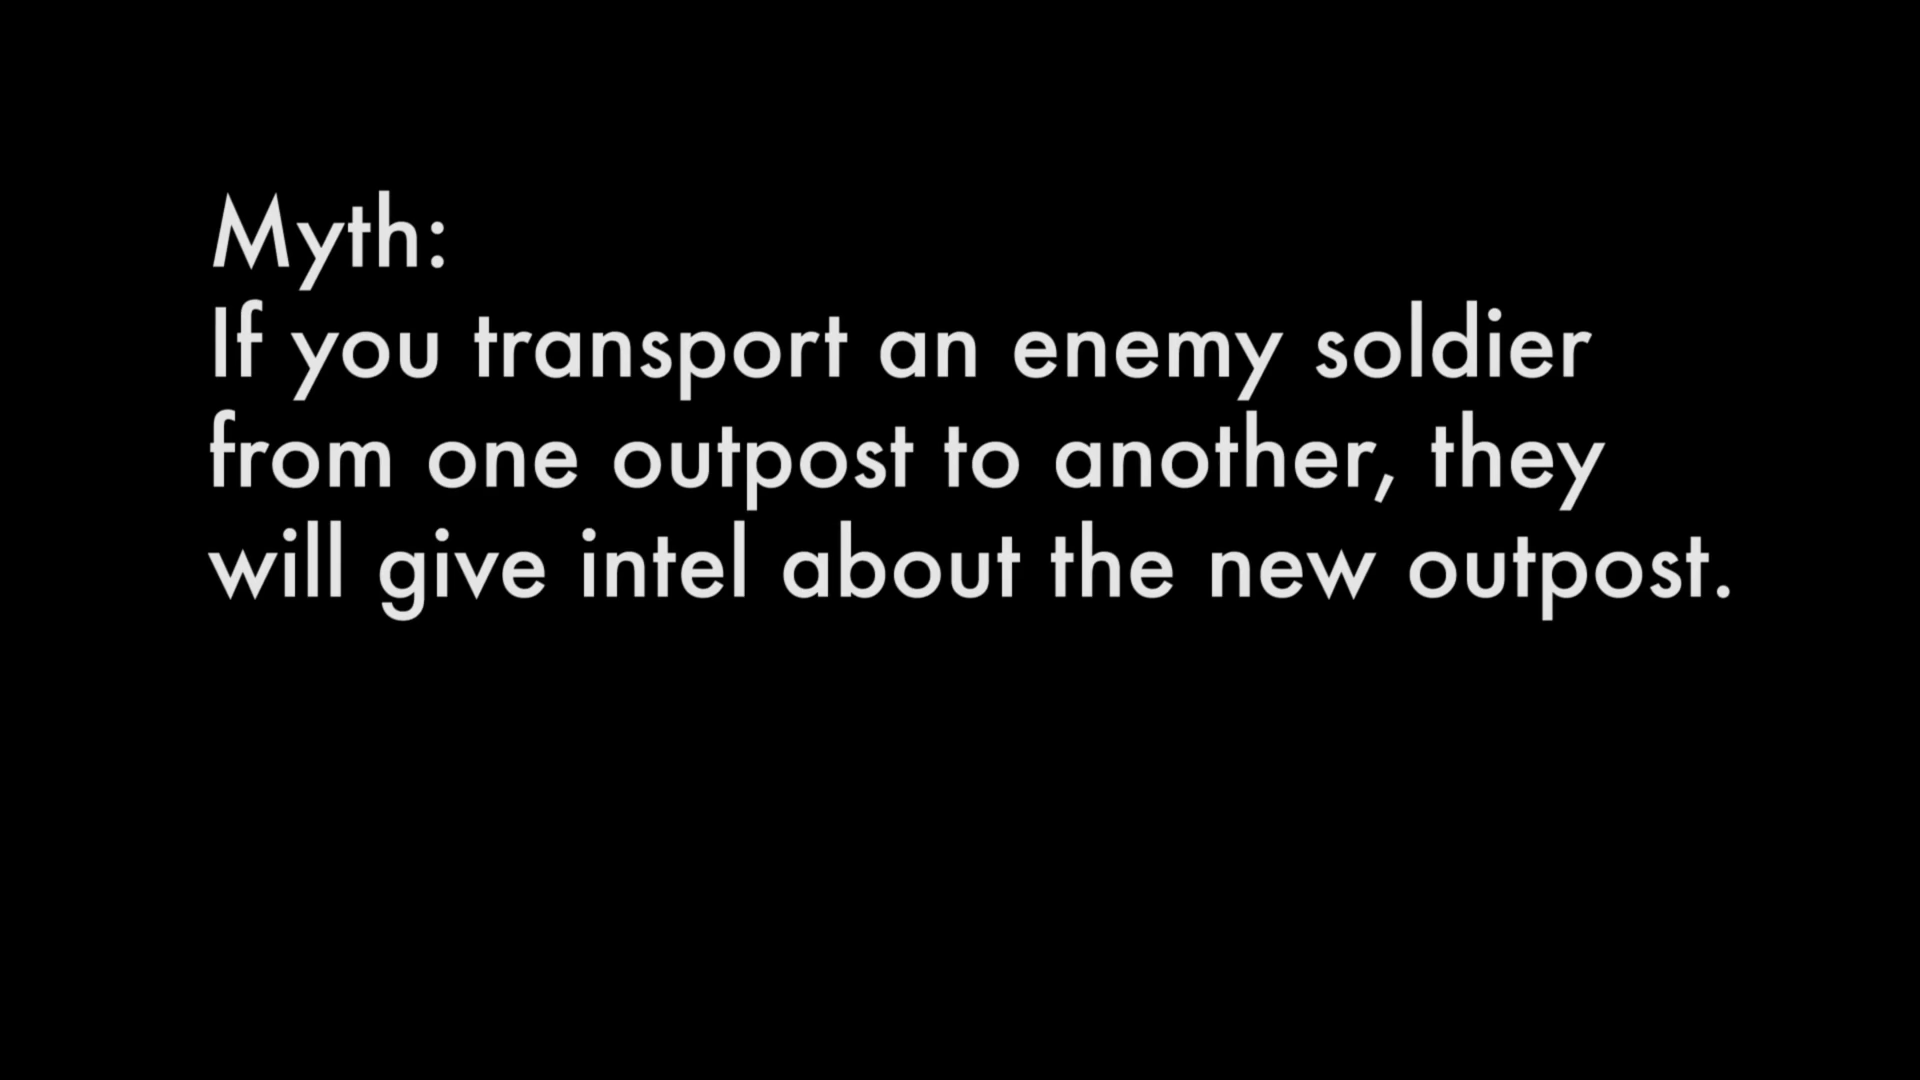 Myth:
If you transport an enemy soldier
from one outpost to another, they
will give intel about the new outpost.